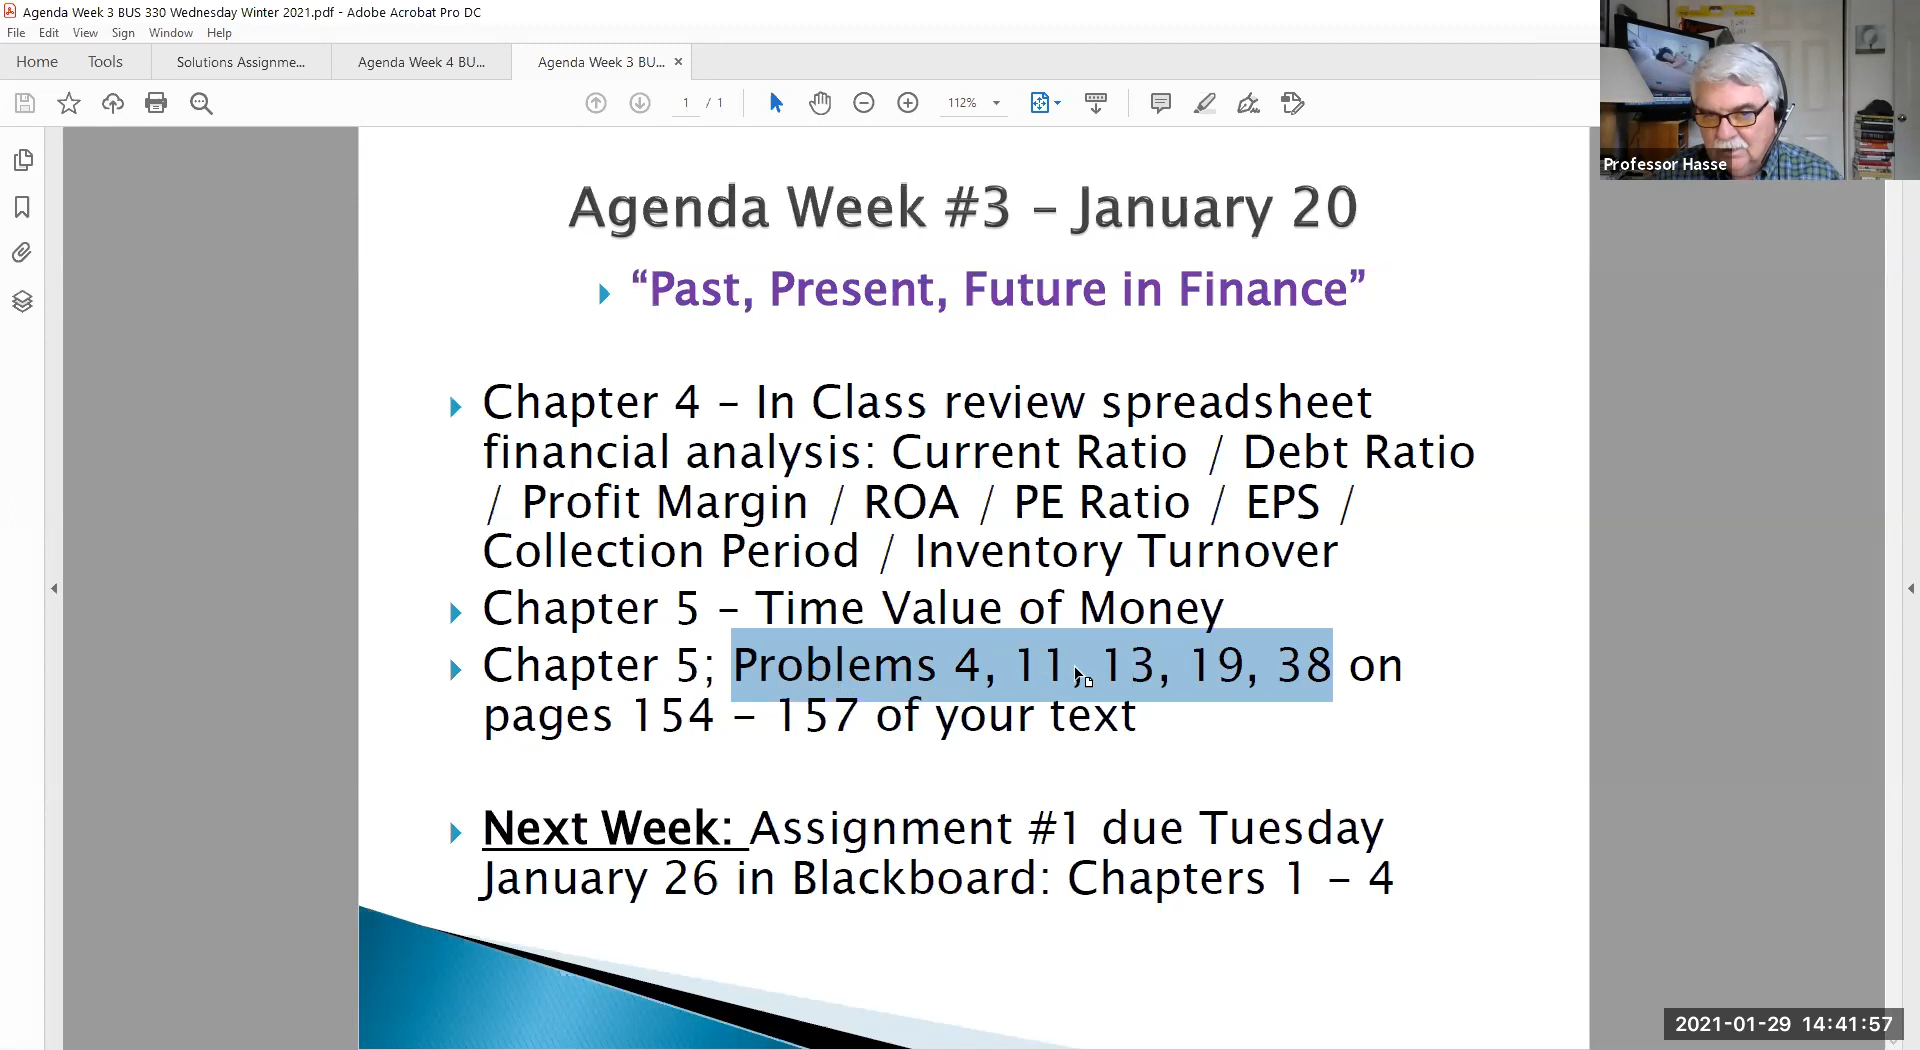 Agenda Week 3 BUS 330 Wednesday Winter 2021.pdf - Adobe Acrobat Pro DC
File Edit View Sign Window Help
Home Tools Solutions Assignme... Agenda Week 4 BU... Agenda Week 3 BU... ×
1 / 1 112%
Professor Hasse
Agenda Week #3 – January 20
“Past, Present, Future in Finance”
Chapter 4 – In Class review spreadsheet
financial analysis: Current Ratio / Debt Ratio
/ Profit Margin / ROA / PE Ratio / EPS /
Collection Period / Inventory Turnover
Chapter 5 – Time Value of Money
Chapter 5; Problems 4, 11, 13, 19, 38 on
pages 154 – 157 of your text
Next Week: Assignment #1 due Tuesday
January 26 in Blackboard: Chapters 1 – 4
2021-01-29 14:41:57